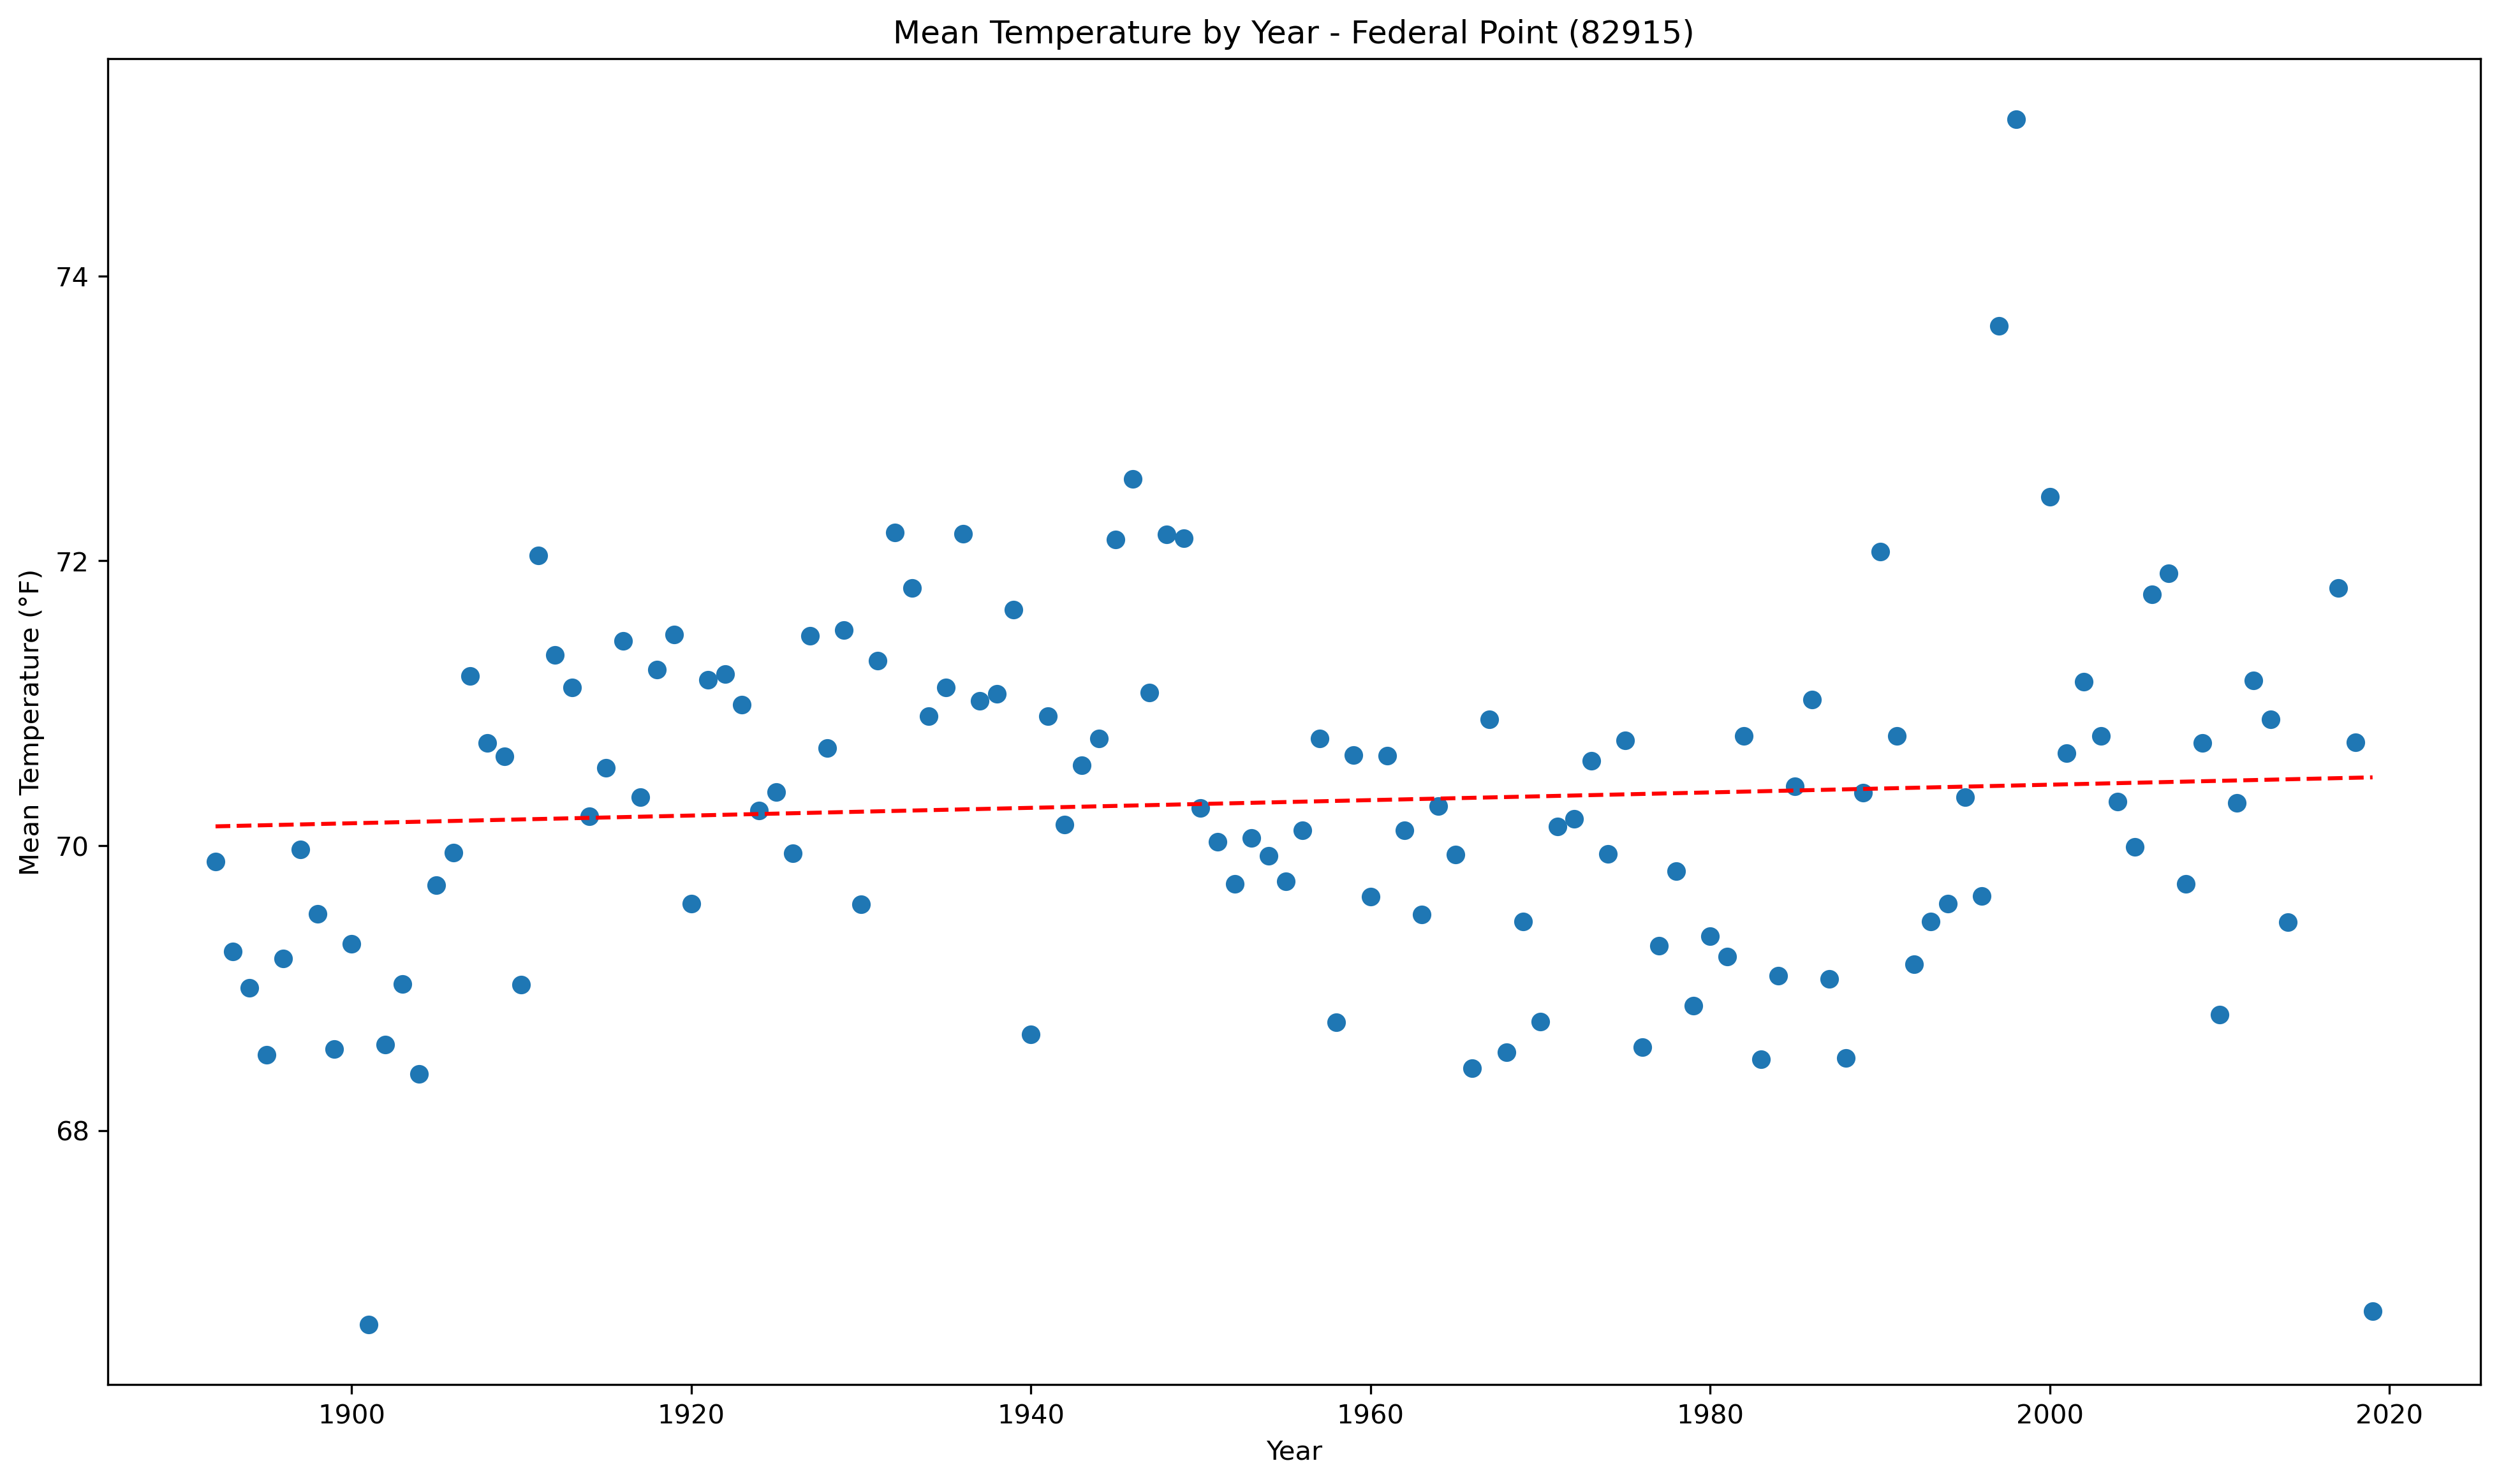 Mean Temperature by Year - Federal Point (82915)
Mean Temperature (°F)
74
72
70
68
1900 1920 1940 1960 1980 2000 2020
Year